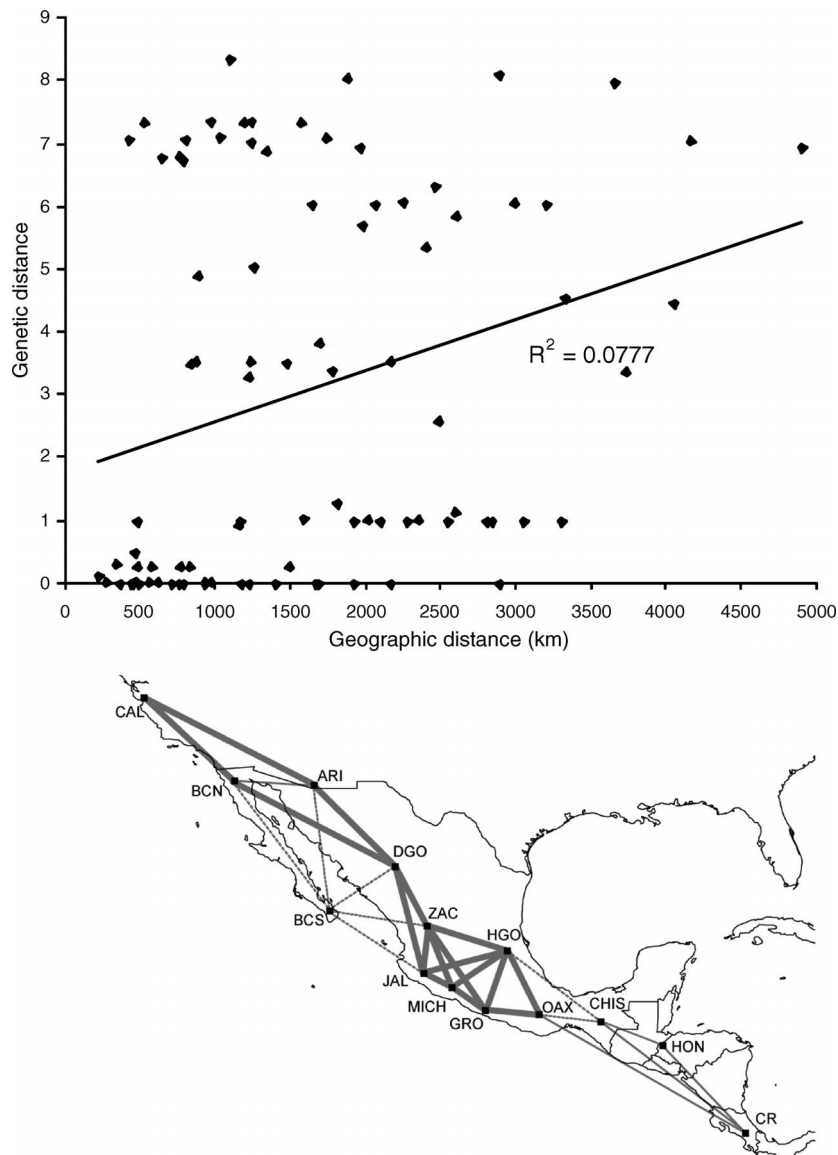 9
8
7
6
5
4
3
2
1
0
Genetic distance
R² = 0.0777
0 500 1000 1500 2000 2500 3000 3500 4000 4500 5000
Geographic distance (km)
CAL
BCN
ARI
DGO
BCS
ZAC
HGO
JAL
MICH
GRO
OAX
CHIS
HON
CR